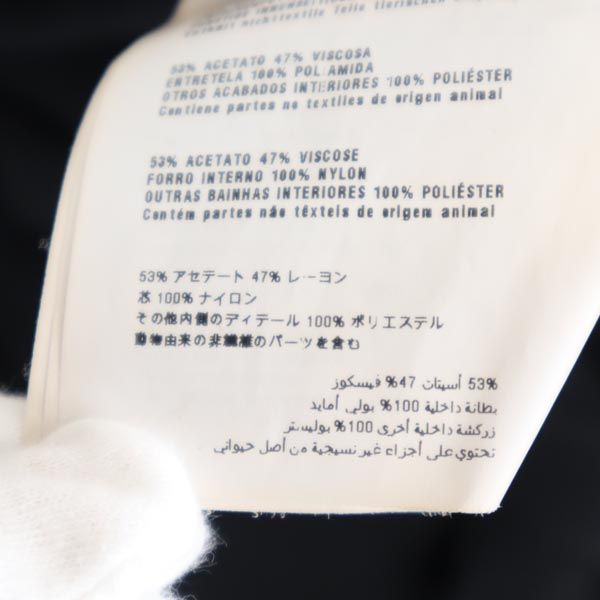 Enthält nichttextile Teile tierischen
53% ACETATO 47% VISCOSA
ENTRETELA 100% POLIAMIDA
OTROS ACABADOS INTERIORES 100% POLIÉSTER
Contiene partes no textiles de origen animal
53% ACETATO 47% VISCOSE
FORRO INTERNO 100% NYLON
OUTRAS BAINHAS INTERIORES 100% POLIÉSTER
Contém partes não têxteis de origem animal
53% アセテート 47% レーヨン
芯 100% ナイロン
その他内側のディテール 100% ポリエステル
動物由来の非繊維のパーツを含む
53% أسيتات 47% فيسكوز
بطانة داخلية 100% بولي أمايد
زركشة داخلية أخرى 100% بوليستر
تحتوي على أجزاء غير نسيجية من أصل حيواني